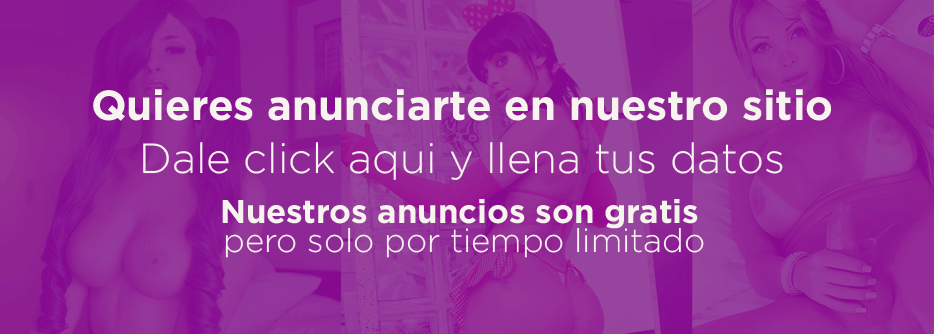 Quieres anunciarte en nuestro sitio
Dale click aqui y llena tus datos
Nuestros anuncios son gratis
pero solo por tiempo limitado